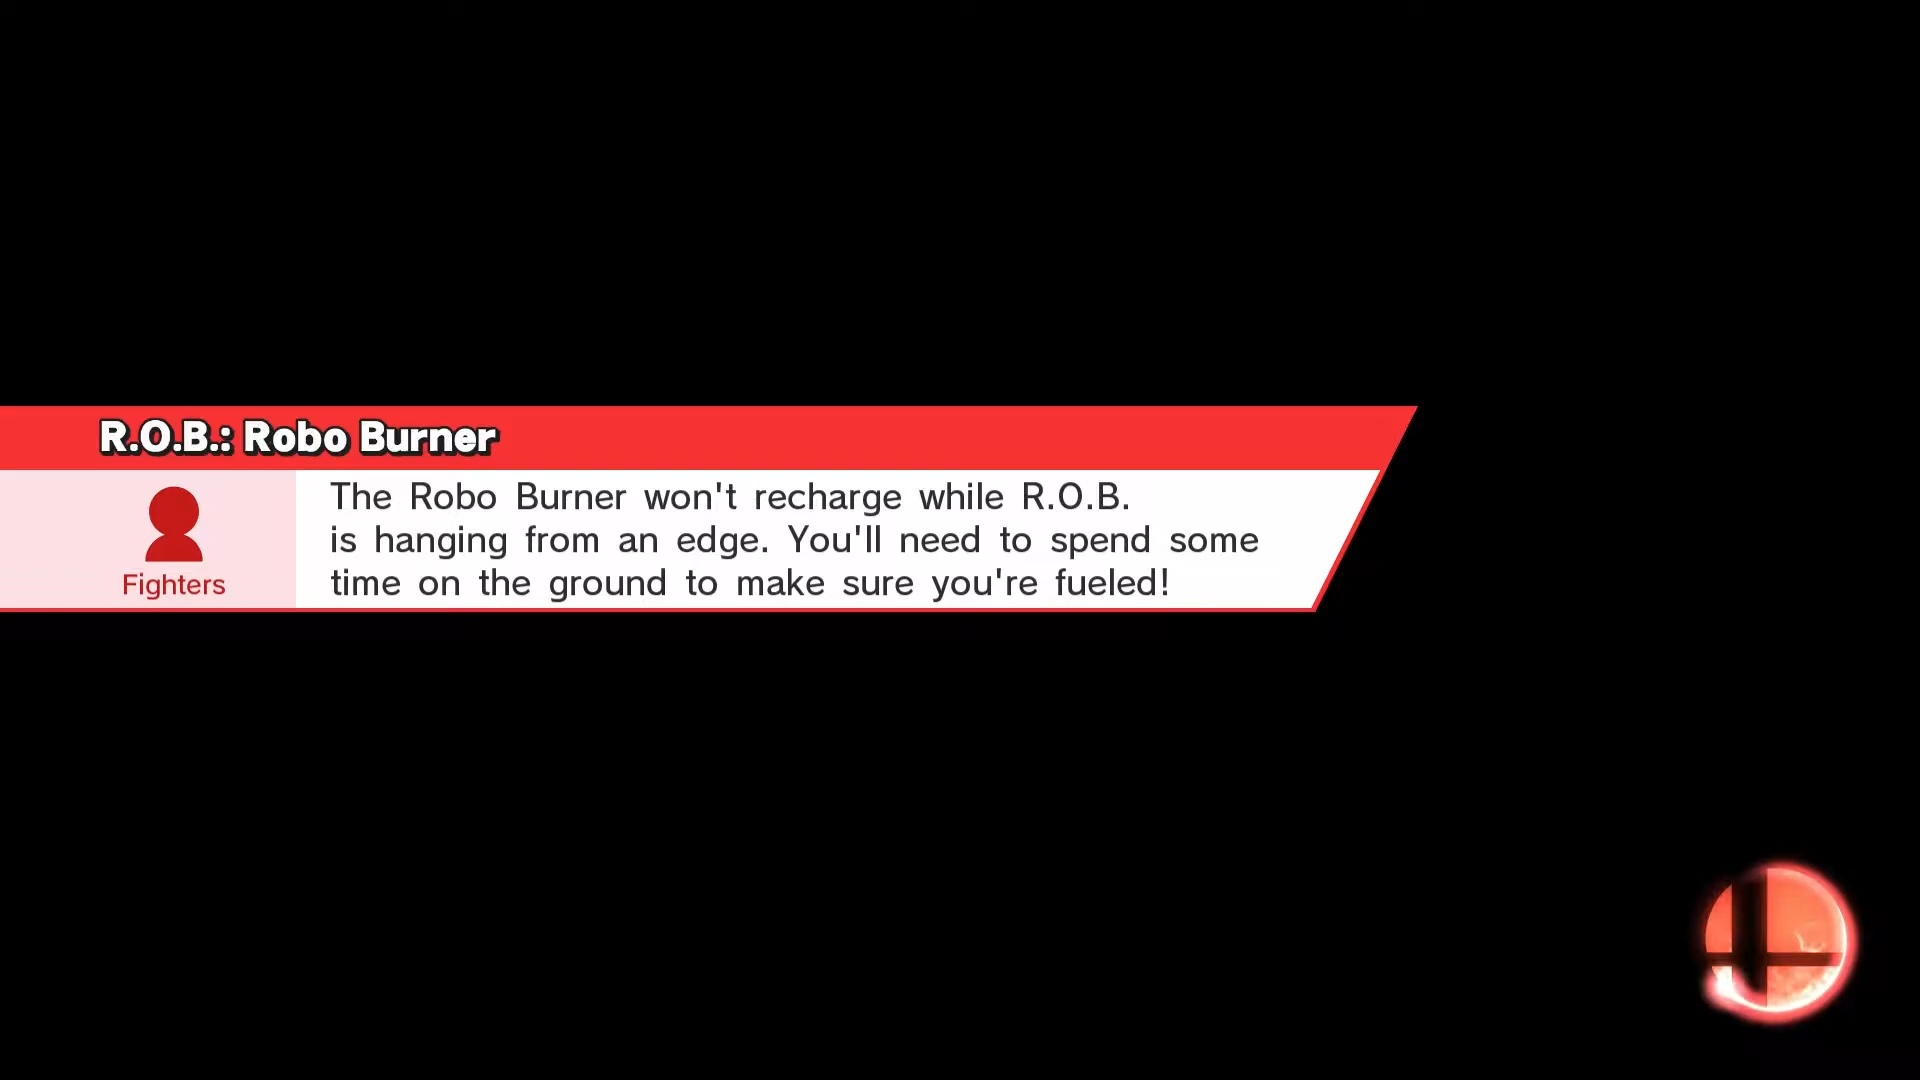 R.O.B.: Robo Burner
The Robo Burner won't recharge while R.O.B.
is hanging from an edge. You'll need to spend some
time on the ground to make sure you're fueled!
Fighters